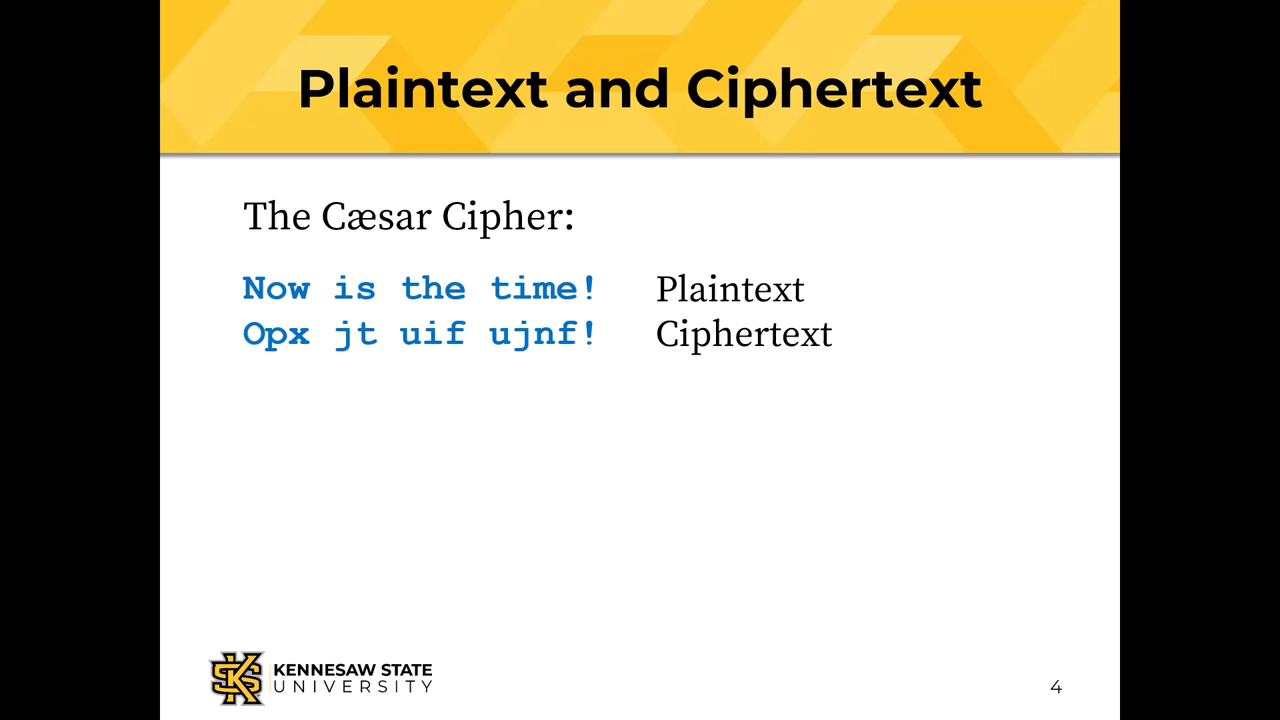 Plaintext and Ciphertext
The Cæsar Cipher:
Now is the time! Plaintext
Opx jt uif ujnf! Ciphertext
KENNESAW STATE
UNIVERSITY
4